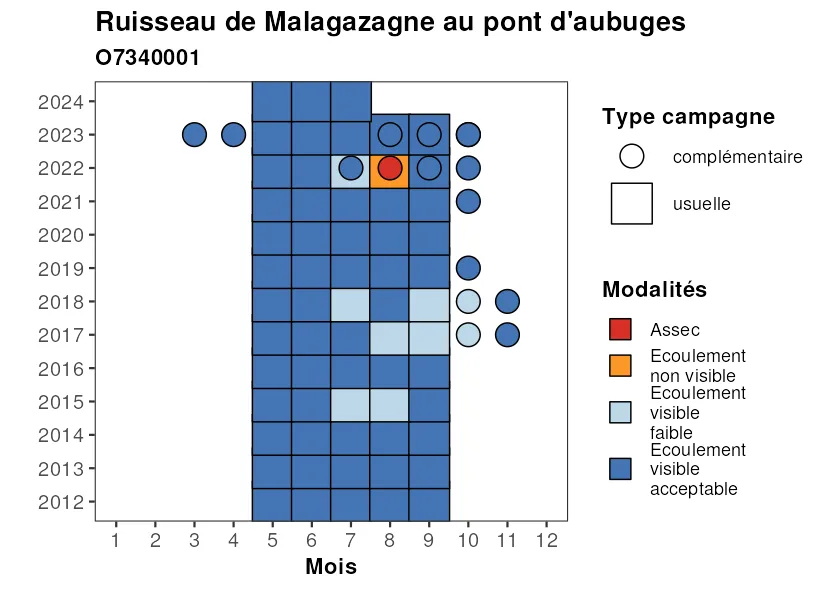 Ruisseau de Malagazagne au pont d'aubuges
O7340001
2024
2023
2022
2021
2020
2019
2018
2017
2016
2015
2014
2013
2012
1 2 3 4 5 6 7 8 9 10 11 12
Mois
Type campagne
complémentaire
usuelle
Modalités
Assec
Ecoulement
non visible
Ecoulement
visible
faible
Ecoulement
visible
acceptable